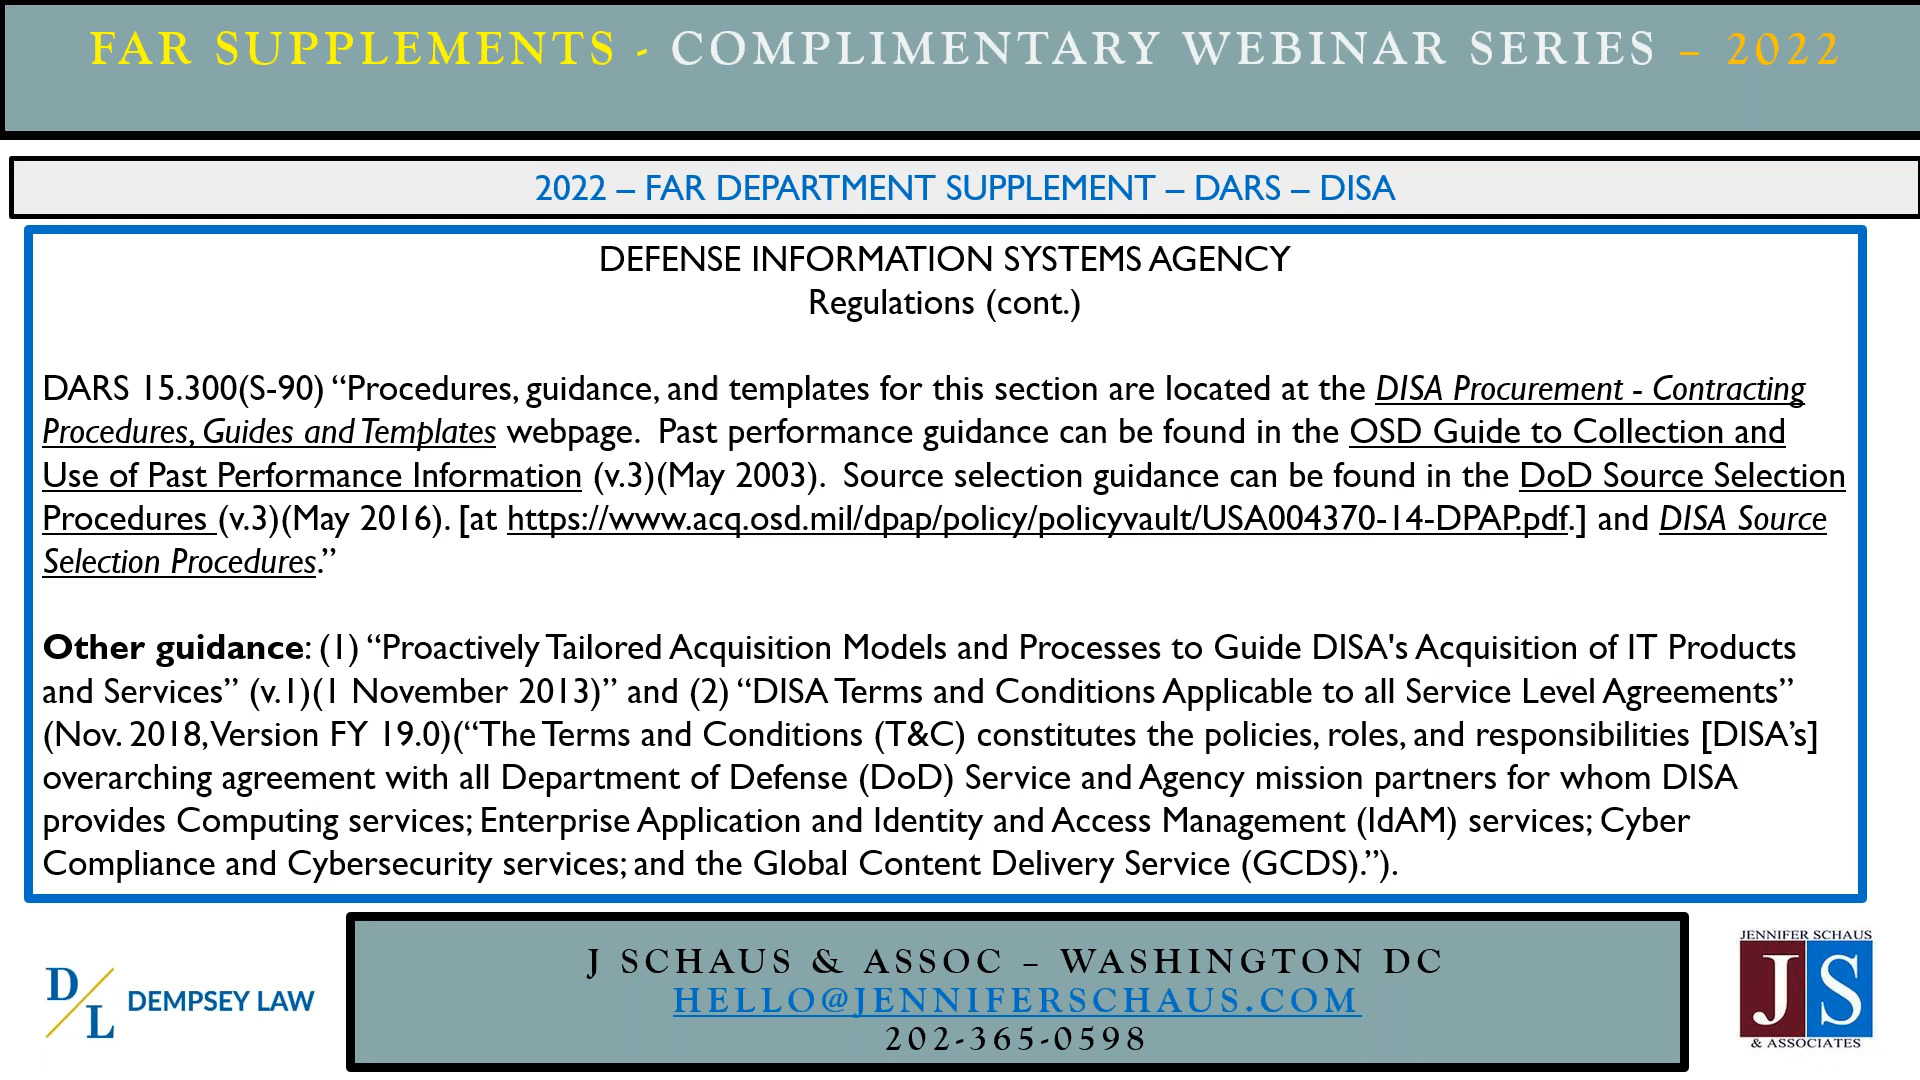 FAR SUPPLEMENTS - COMPLIMENTARY WEBINAR SERIES – 2022
2022 – FAR DEPARTMENT SUPPLEMENT – DARS – DISA
DEFENSE INFORMATION SYSTEMS AGENCY
Regulations (cont.)
DARS 15.300(S-90) “Procedures, guidance, and templates for this section are located at the DISA Procurement - Contracting
Procedures, Guides and Templates webpage.  Past performance guidance can be found in the OSD Guide to Collection and
Use of Past Performance Information (v.3)(May 2003).  Source selection guidance can be found in the DoD Source Selection
Procedures (v.3)(May 2016). [at https://www.acq.osd.mil/dpap/policy/policyvault/USA004370-14-DPAP.pdf.] and DISA Source
Selection Procedures.”
Other guidance: (1) “Proactively Tailored Acquisition Models and Processes to Guide DISA's Acquisition of IT Products
and Services” (v.1)(1 November 2013)” and (2) “DISA Terms and Conditions Applicable to all Service Level Agreements”
(Nov. 2018, Version FY 19.0)(“The Terms and Conditions (T&C) constitutes the policies, roles, and responsibilities [DISA’s]
overarching agreement with all Department of Defense (DoD) Service and Agency mission partners for whom DISA
provides Computing services; Enterprise Application and Identity and Access Management (IdAM) services; Cyber
Compliance and Cybersecurity services; and the Global Content Delivery Service (GCDS).”).
D L DEMPSEY LAW
J SCHAUS & ASSOC – WASHINGTON DC
HELLO@JENNIFERSCHAUS.COM
202-365-0598
JENNIFER SCHAUS
JS
& ASSOCIATES